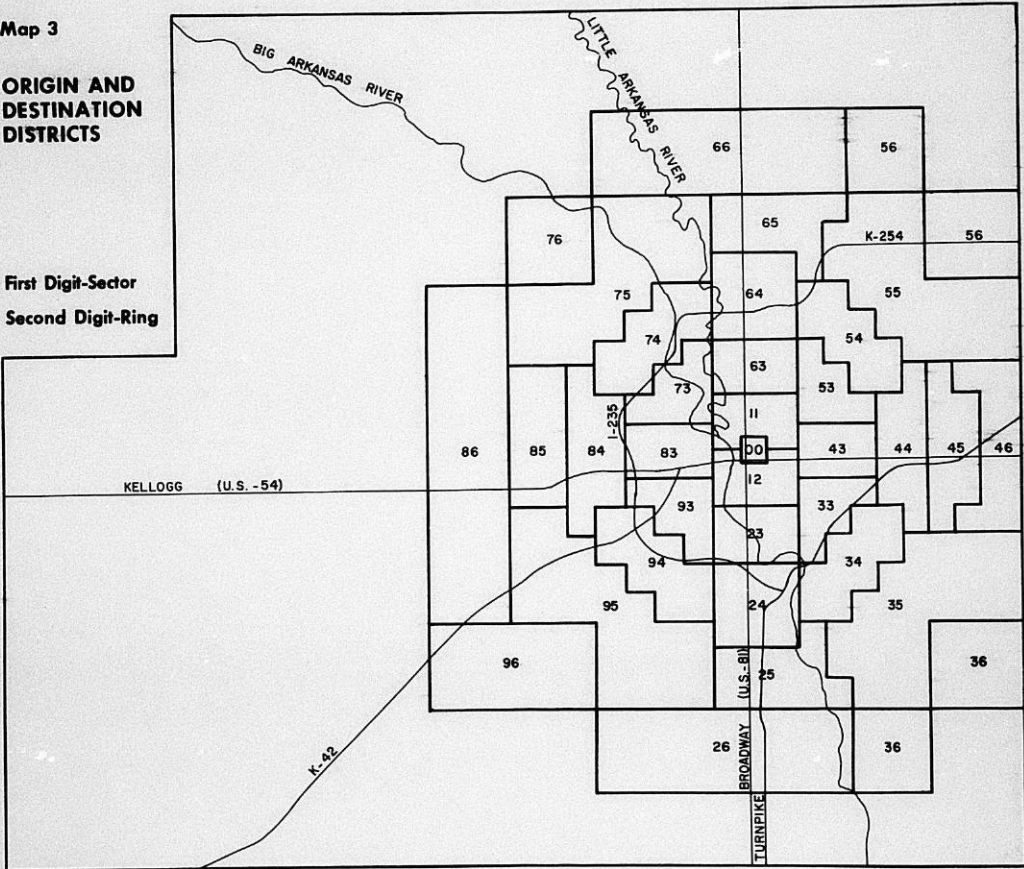 Map 3
ORIGIN AND
DESTINATION
DISTRICTS
First Digit-Sector
Second Digit-Ring
BIG ARKANSAS RIVER
LITTLE ARKANSAS RIVER
66
56
65
76
K-254
56
75
64
55
74
54
63
73
53
I-235
11
86
85
84
83
00
43
44
45
46
KELLOGG (U.S.-54)
12
93
33
23
94
34
95
24
35
96
25
36
BROADWAY (U.S.-81)
26
36
K-42
TURNPIKE